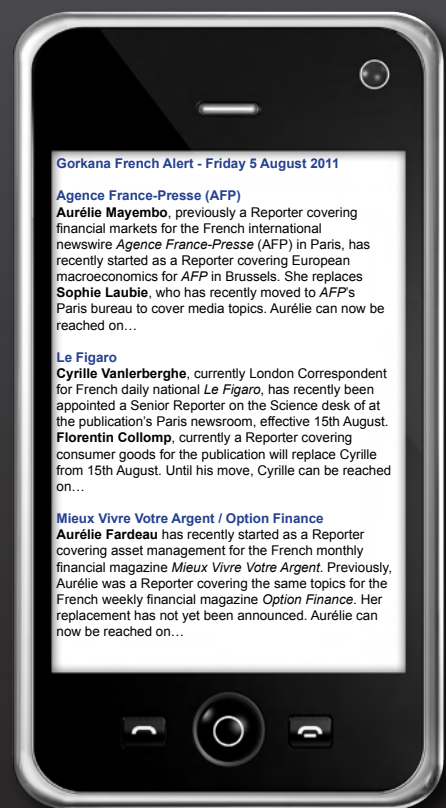 Gorkana French Alert - Friday 5 August 2011
Agence France-Presse (AFP)
Aurélie Mayembo, previously a Reporter covering
financial markets for the French international
newswire Agence France-Presse (AFP) in Paris, has
recently started as a Reporter covering European
macroeconomics for AFP in Brussels. She replaces
Sophie Laubie, who has recently moved to AFP's
Paris bureau to cover media topics. Aurélie can now be
reached on…
Le Figaro
Cyrille Vanlerberghe, currently London Correspondent
for French daily national Le Figaro, has recently been
appointed a Senior Reporter on the Science desk of at
the publication's Paris newsroom, effective 15th August.
Florentin Collomp, currently a Reporter covering
consumer goods for the publication will replace Cyrille
from 15th August. Until his move, Cyrille can be reached
on…
Mieux Vivre Votre Argent / Option Finance
Aurélie Fardeau has recently started as a Reporter
covering asset management for the French monthly
financial magazine Mieux Vivre Votre Argent. Previously,
Aurélie was a Reporter covering the same topics for the
French weekly financial magazine Option Finance. Her
replacement has not yet been announced. Aurélie can
now be reached on…